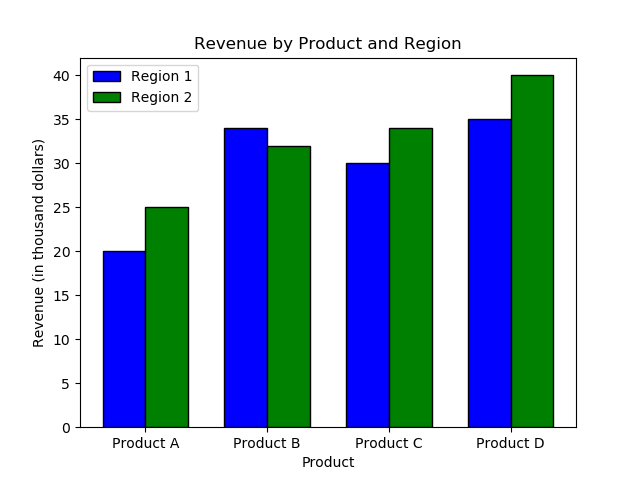 Revenue by Product and Region
Region 1
Region 2
Revenue (in thousand dollars)
40
35
30
25
20
15
10
5
0
Product A Product B Product C Product D
Product